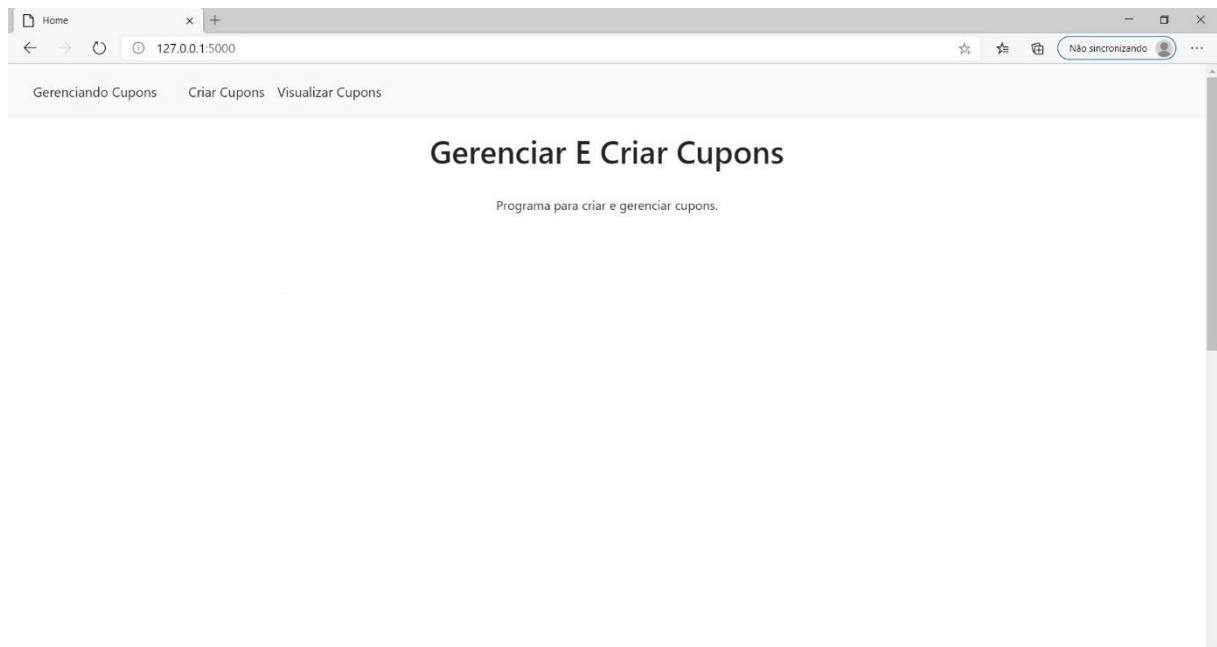 Home
127.0.0.1:5000
Não sincronizando
Gerenciando Cupons Criar Cupons Visualizar Cupons
Gerenciar E Criar Cupons
Programa para criar e gerenciar cupons.